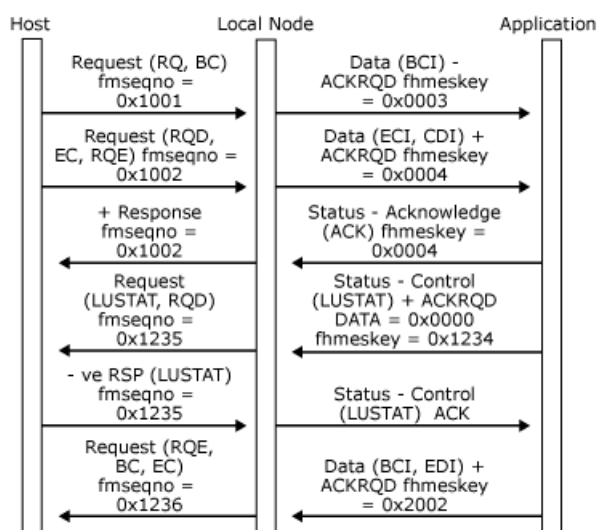 Host
Local Node
Application
Request (RQ, BC)
fmseqno =
0x1001
Data (BCI) -
ACKRQD fhmeskey
= 0x0003
Request (RQD,
EC, RQE) fmseqno =
0x1002
Data (ECI, CDI) +
ACKRQD fhmeskey
= 0x0004
+ Response
fmseqno =
0x1002
Status - Acknowledge
(ACK) fhmeskey =
0x0004
Request
(LUSTAT, RQD)
fmseqno =
0x1235
Status - Control
(LUSTAT) + ACKRQD
DATA = 0x0000
fhmeskey = 0x1234
- ve RSP (LUSTAT)
fmseqno =
0x1235
Status - Control
(LUSTAT) ACK
Request (RQE,
BC, EC)
fmseqno =
0x1236
Data (BCI, EDI) +
ACKRQD fhmeskey
= 0x2002